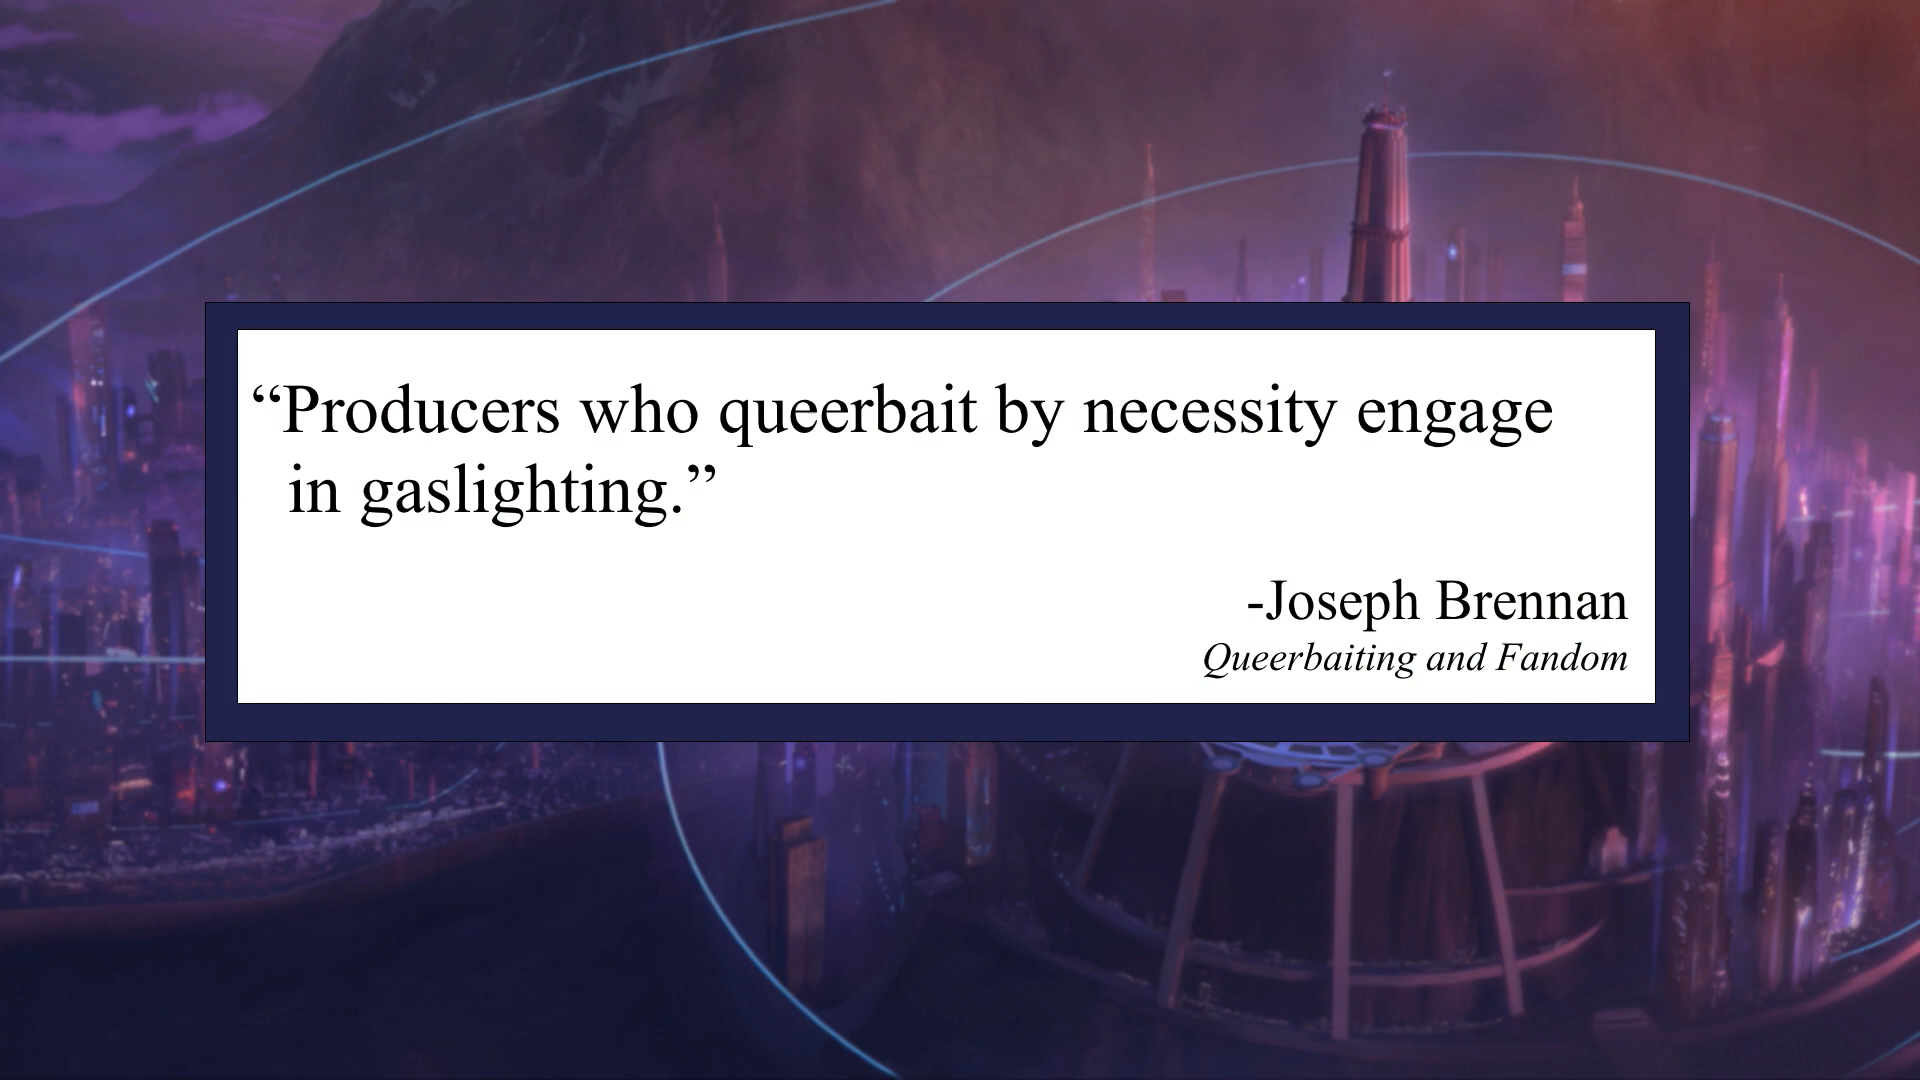 “Producers who queerbait by necessity engage
in gaslighting.”
-Joseph Brennan
Queerbaiting and Fandom